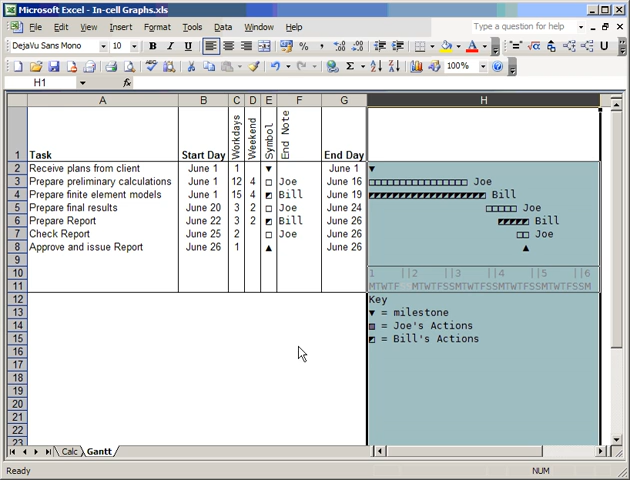 Microsoft Excel - In-cell Graphs.xls
File Edit View Insert Format Tools Data Window Help
Type a question for help
DejaVu Sans Mono 10 B I U $ % ,
Σ 100%
H1 fx
A B C D E F G H
1 Task Start Day Workdays Weekend Symbol End Note End Day
2 Receive plans from client June 1 1 ▼ June 1 ▼
3 Prepare preliminary calculations June 1 12 4 □ Joe June 16 Joe
4 Prepare finite element models June 1 15 4 ◩ Bill June 19 Bill
5 Prepare final results June 20 3 2 □ Joe June 24 Joe
6 Prepare Report June 22 3 2 ◩ Bill June 26 Bill
7 Check Report June 25 2 □ Joe June 26 Joe
8 Approve and issue Report June 26 1 ▲ June 26 ▲
9
10 1 ||2 ||3 ||4 ||5 ||6
11 MTWTF MTWTFSSMTWTFSSMTWTFSSMTWTFSSM
12 Key
13 ▼ = milestone
14 = Joe's Actions
15 ◩ = Bill's Actions
16
17
18
19
20
21
22
23
Calc Gantt
Ready NUM